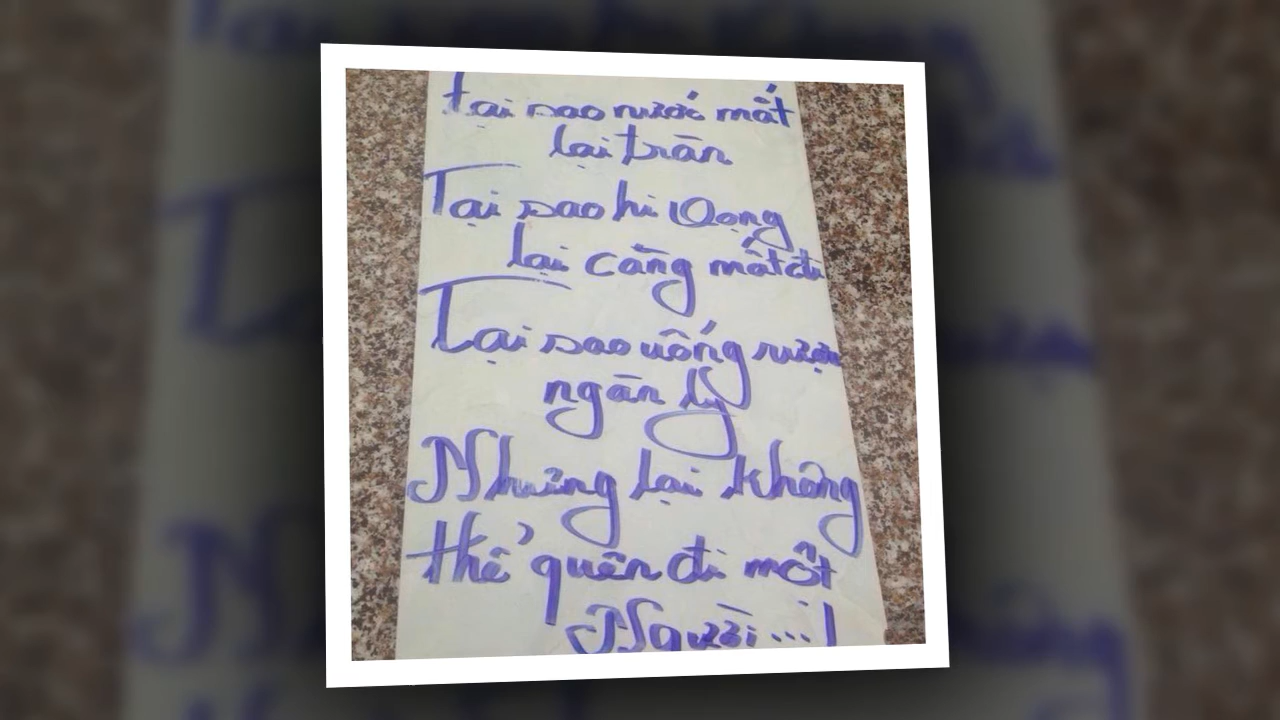 Tại sao nước mắt
lại tràn
Tại sao hi vọng
lại càng mất đi
Tại sao uống rượu
ngàn ly
Nhưng lại không
thể quên đi một
Người...!